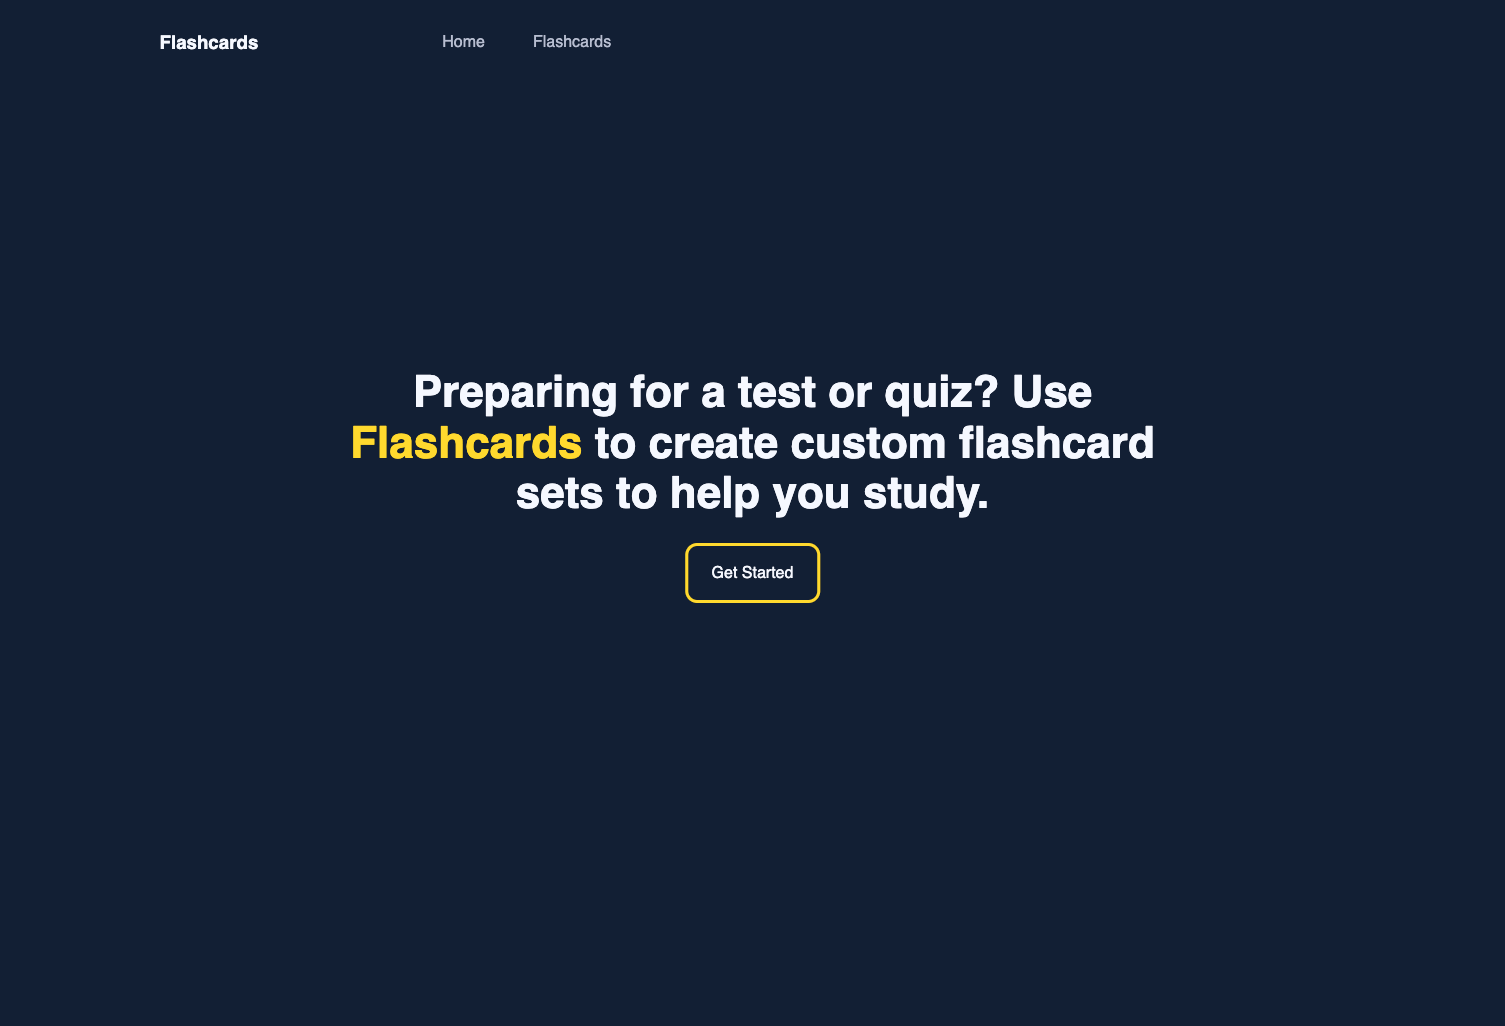 Flashcards
Home
Flashcards
Preparing for a test or quiz? Use
Flashcards to create custom flashcard
sets to help you study.
Get Started